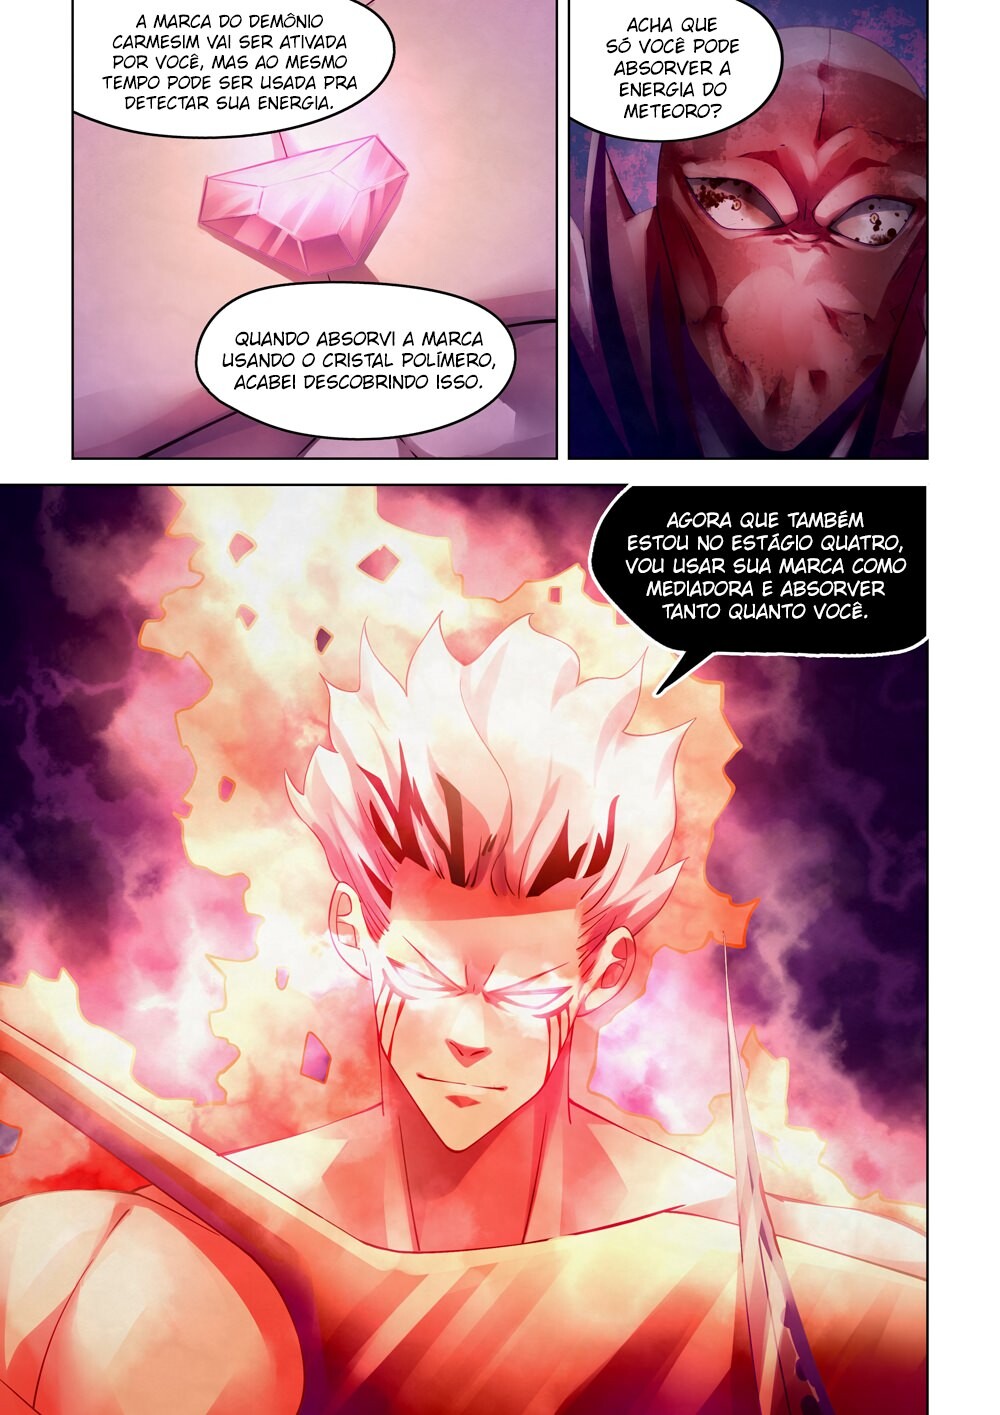 A MARCA DO DEMÔNIO
CARMESIM VAI SER ATIVADA
POR VOCÊ, MAS AO MESMO
TEMPO PODE SER USADA PRA
DETECTAR SUA ENERGIA.
QUANDO ABSORVI A MARCA
USANDO O CRISTAL POLÍMERO,
ACABEI DESCOBRINDO ISSO.
ACHA QUE
SÓ VOCÊ PODE
ABSORVER A
ENERGIA DO
METEORO?
AGORA QUE TAMBÉM
ESTOU NO ESTÁGIO QUATRO,
VOU USAR SUA MARCA COMO
MEDIADORA E ABSORVER
TANTO QUANTO VOCÊ.